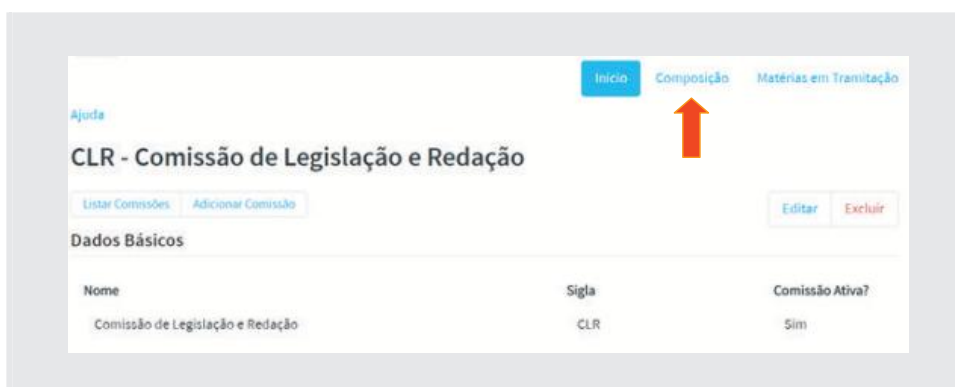 Início Composição Matérias em Tramitação
Ajuda
CLR - Comissão de Legislação e Redação
Listar Comissões Adicionar Comissão Editar Excluir
Dados Básicos
Nome Sigla Comissão Ativa?
Comissão de Legislação e Redação CLR Sim